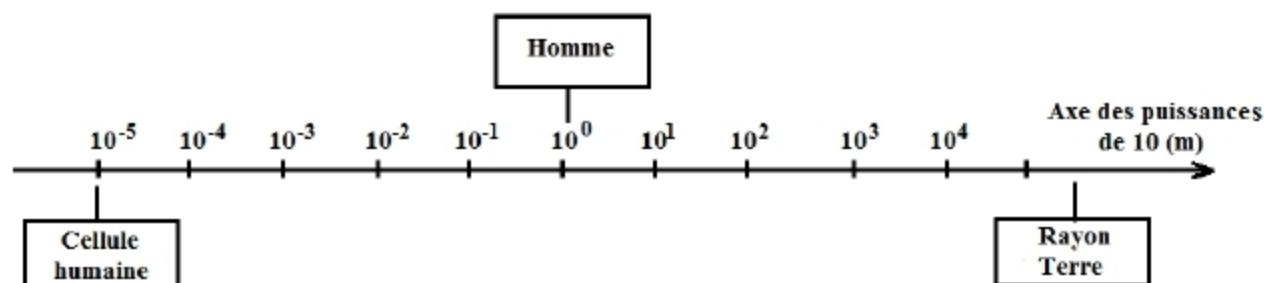 Homme
Axe des puissances
10⁻⁵ 10⁻⁴ 10⁻³ 10⁻² 10⁻¹ 10⁰ 10¹ 10² 10³ 10⁴ de 10 (m)
Cellule
humaine
Rayon
Terre